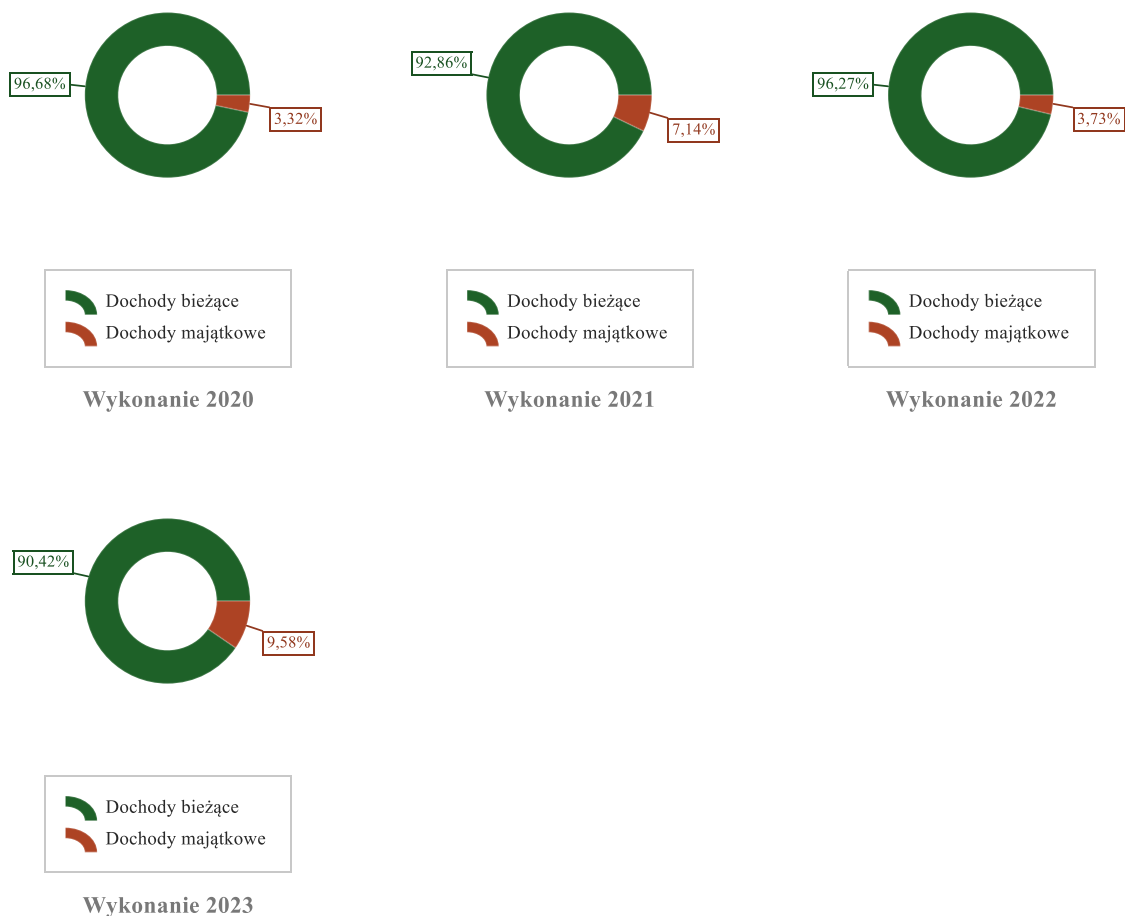 96,68%
3,32%
Dochody bieżące
Dochody majątkowe
Wykonanie 2020
92,86%
7,14%
Dochody bieżące
Dochody majątkowe
Wykonanie 2021
96,27%
3,73%
Dochody bieżące
Dochody majątkowe
Wykonanie 2022
90,42%
9,58%
Dochody bieżące
Dochody majątkowe
Wykonanie 2023